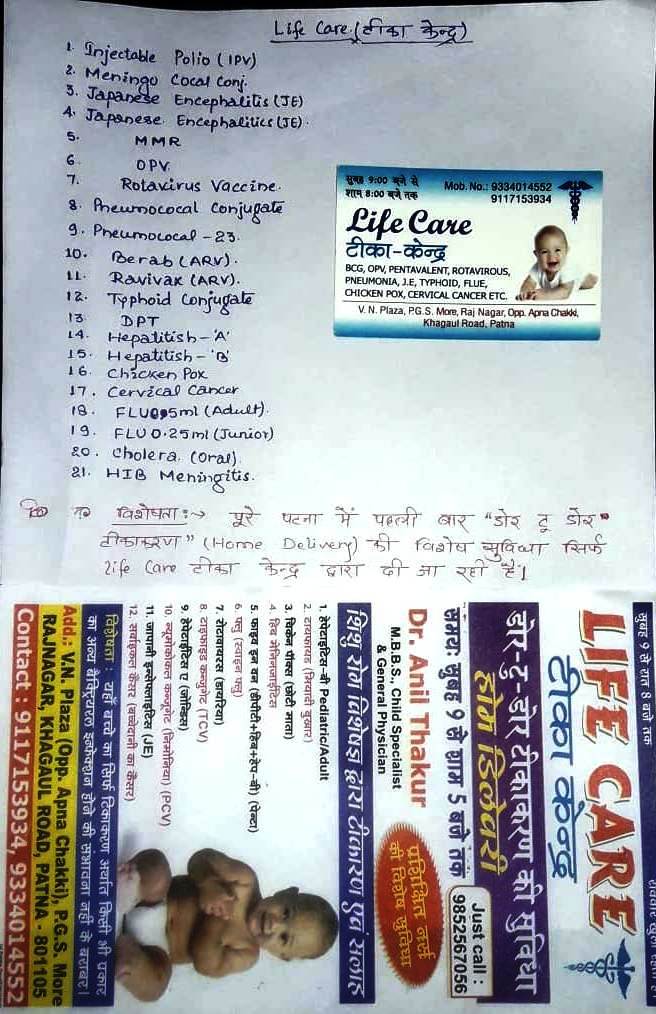 Life Care (टीका केन्द्र)
1. Injectable Polio (IPV)
2. Meningo Cocal Conj.
3. Japanese Encephalitis (JE)
4. Japanese Encephalitics (JE).
5. MMR
6. OPV
7. Rotavirus Vaccine.
8. Pneumococal Conjugate
9. Pneumococal - 23.
10. Berab (ARV).
11. Ravivax (ARV).
12. Typhoid Conjugate
13. DPT
14. Hepatitish - 'A'
15. Hepatitish - 'B'
16. Chicken Pox
17. Cervical Cancer
18. FLU 0.5ml (Adult).
19. FLU 0.25ml (Junior)
20. Cholera. (Oral).
21. HIB Meningitis.
सुबह 9:00 बजे से
शाम 8:00 बजे तक
Mob. No.: 9334014552
9117153934
Life Care
टीका-केन्द्र
BCG, OPV, PENTAVALENT, ROTAVIROUS,
PNEUMONIA, J.E, TYPHOID, FLUE,
CHICKEN POX, CERVICAL CANCER ETC.
V. N. Plaza, P.G.S. More, Raj Nagar, Opp. Apna Chakki,
Khagaul Road, Patna
विशेषता :→ पूरे पटना में पहली बार "डोर टू डोर"
टीकाकरण" (Home Delivery) की विशेष सुविधा सिर्फ
Life Care टीका केन्द्र द्वारा दी जा रही है।
सुबह 9 से रात 8 बजे तक
LIFE CARE
टीका केन्द्र
डोर-टु-डोर टीकाकरण की सुविधा
होम डिलेवरी
समय: सुबह 9 से शाम 5 बजे तक
Just call :
9852567056
Dr. Anil Thakur
M.B.B.S., Child Specialist
& General Physician
प्रशिक्षित नर्स
की विशेष सुविधा
शिशु रोग विशेषज्ञ द्वारा टीकारण एवं सलाह
1. हेपेटाइटिस-बी Pediatric/Adult
2. टायफायड (मियादी बुखार)
3. चिकेन पॉक्स (छोटी माता)
4. हिब मेनिनजाईटिस
5. फाइव इन वन (डीपीटी+हिब+हेप-बी) (पेन्टा)
6. फ्लू (स्वाइन फ्लू)
7. रोटावायरस (डायरिया)
8. टाइफाइड कन्जुगेट (TCV)
9. हेपेटाईटिस ए (जॉन्डिस)
10. न्यूमोकोक्ल कन्जुगेट (निमोनिया) (PCV)
11. जापानी इन्सेफ्लाइटिस (JE)
12. सर्वाइकल कैंसर (बच्चेदानी का कैंसर)
विशेषता : यहाँ बच्चे का सिर्फ टिकाकरण अर्थात किसी भी प्रकार
का अन्य बैक्ट्रियल इन्फेक्शन होने की संभावना नहीं के बराबर।
Add.: V.N. Plaza (Opp. Apna Chakki), P.G.S. More
RAJNAGAR, KHAGAUL ROAD, PATNA - 801105
Contact : 9117153934, 9334014552